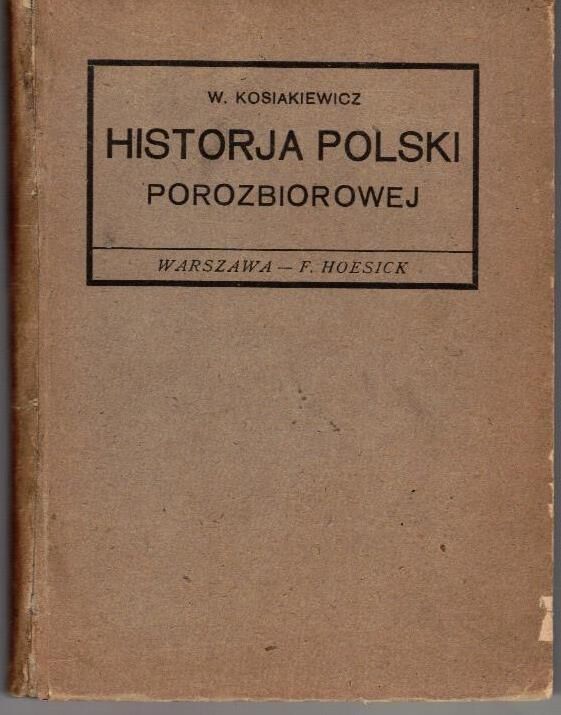 W. KOSIAKIEWICZ
HISTORJA POLSKI
POROZBIOROWEJ
WARSZAWA — F. HOESICK